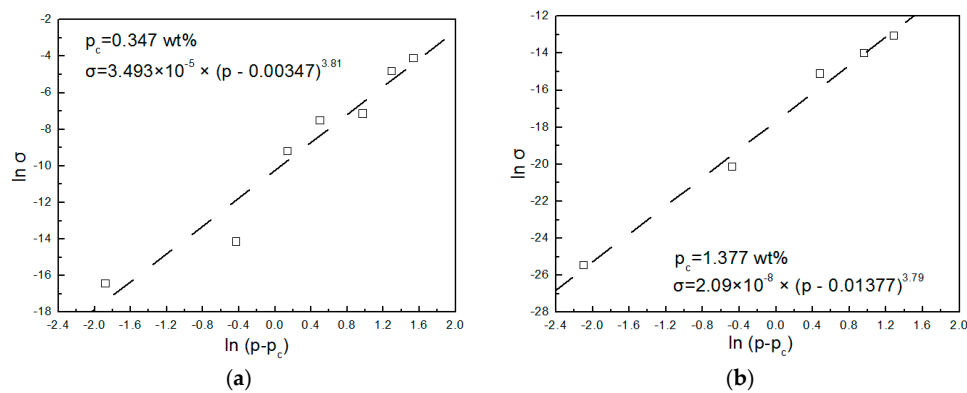 -2
-4
-6
-8
-10
-12
-14
-16
-18
ln σ
p_c=0.347 wt%
σ=3.493×10^-5 × (p - 0.00347)^3.81
-2.4 -2.0 -1.6 -1.2 -0.8 -0.4 0.0 0.4 0.8 1.2 1.6 2.0
ln (p-p_c)
(a)
-12
-14
-16
-18
-20
-22
-24
-26
-28
ln σ
p_c=1.377 wt%
σ=2.09×10^-8 × (p - 0.01377)^3.79
-2.4 -2.0 -1.6 -1.2 -0.8 -0.4 0.0 0.4 0.8 1.2 1.6 2.0
ln (p-p_c)
(b)